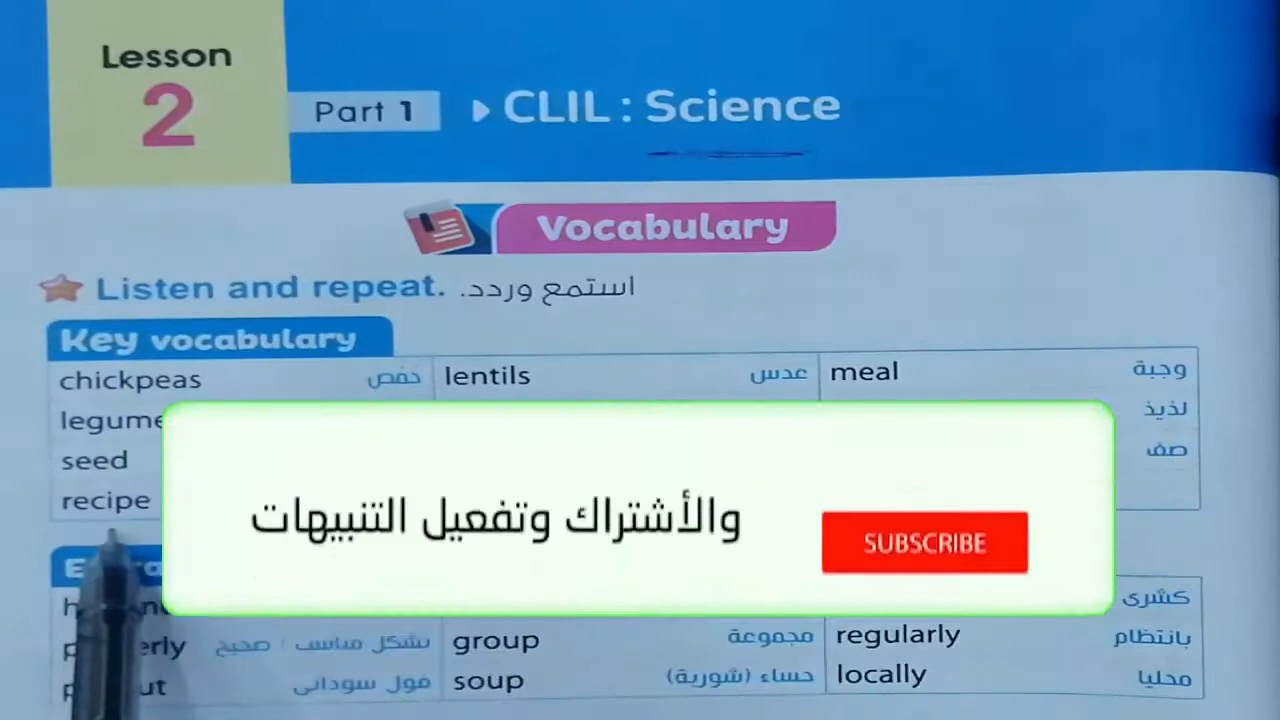 Lesson
2
Part 1
CLIL : Science
Vocabulary
Listen and repeat. استمع وردد.
Key vocabulary
chickpeas حمص lentils عدس meal وجبة
لذيذ
seed صف
recipe
والأشتراك وتفعيل التنبيهات
SUBSCRIBE
كشرى
بشكل مناسب / صحيح group مجموعة regularly بانتظام
فول سودانى soup حساء (شوربة) locally محليا